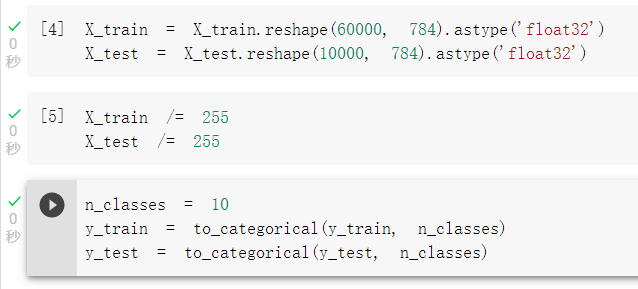 [4] X_train = X_train.reshape(60000, 784).astype('float32')
0 X_test = X_test.reshape(10000, 784).astype('float32')
秒
[5] X_train /= 255
0 X_test /= 255
秒
n_classes = 10
0 y_train = to_categorical(y_train, n_classes)
秒 y_test = to_categorical(y_test, n_classes)